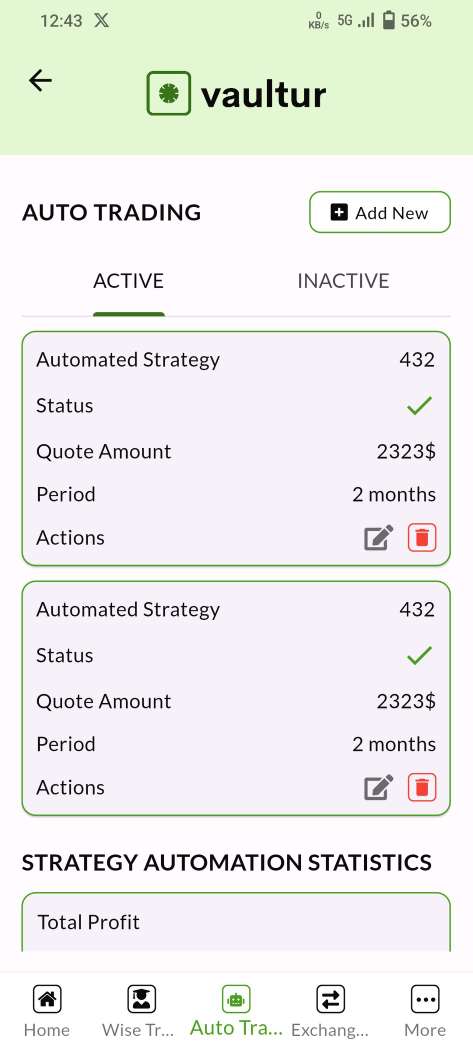 12:43 X 0 KB/s 5G 56%
vaultur
AUTO TRADING Add New
ACTIVE INACTIVE
Automated Strategy 432
Status
Quote Amount 2323$
Period 2 months
Actions
Automated Strategy 432
Status
Quote Amount 2323$
Period 2 months
Actions
STRATEGY AUTOMATION STATISTICS
Total Profit
Home Wise Tr... Auto Tra... Exchang... More